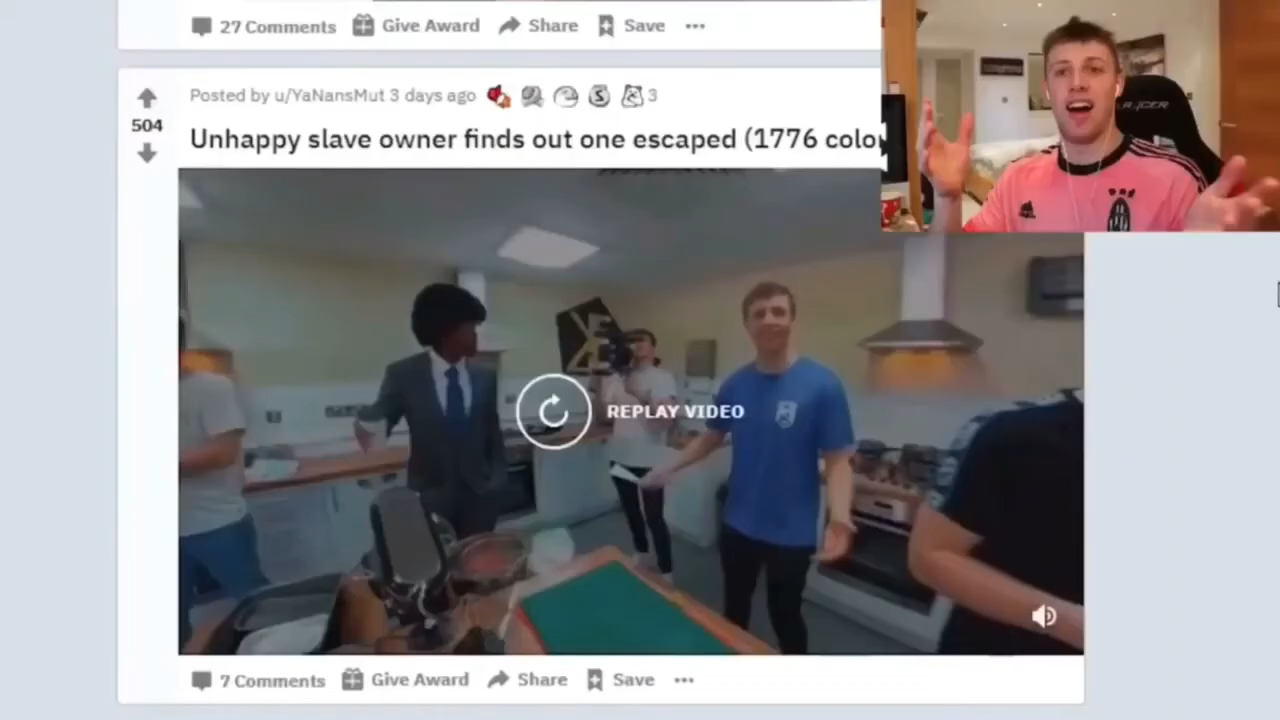 27 Comments Give Award Share Save
Posted by u/YaNansMut 3 days ago 3
504
Unhappy slave owner finds out one escaped (1776 colo
REPLAY VIDEO
7 Comments Give Award Share Save